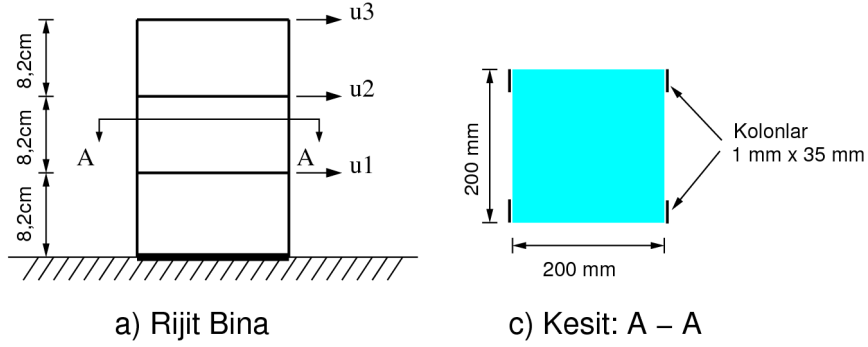 u3
8,2cm
u2
8,2cm
A
A
u1
8,2cm
a) Rijit Bina
200 mm
Kolonlar
1 mm x 35 mm
200 mm
c) Kesit: A – A